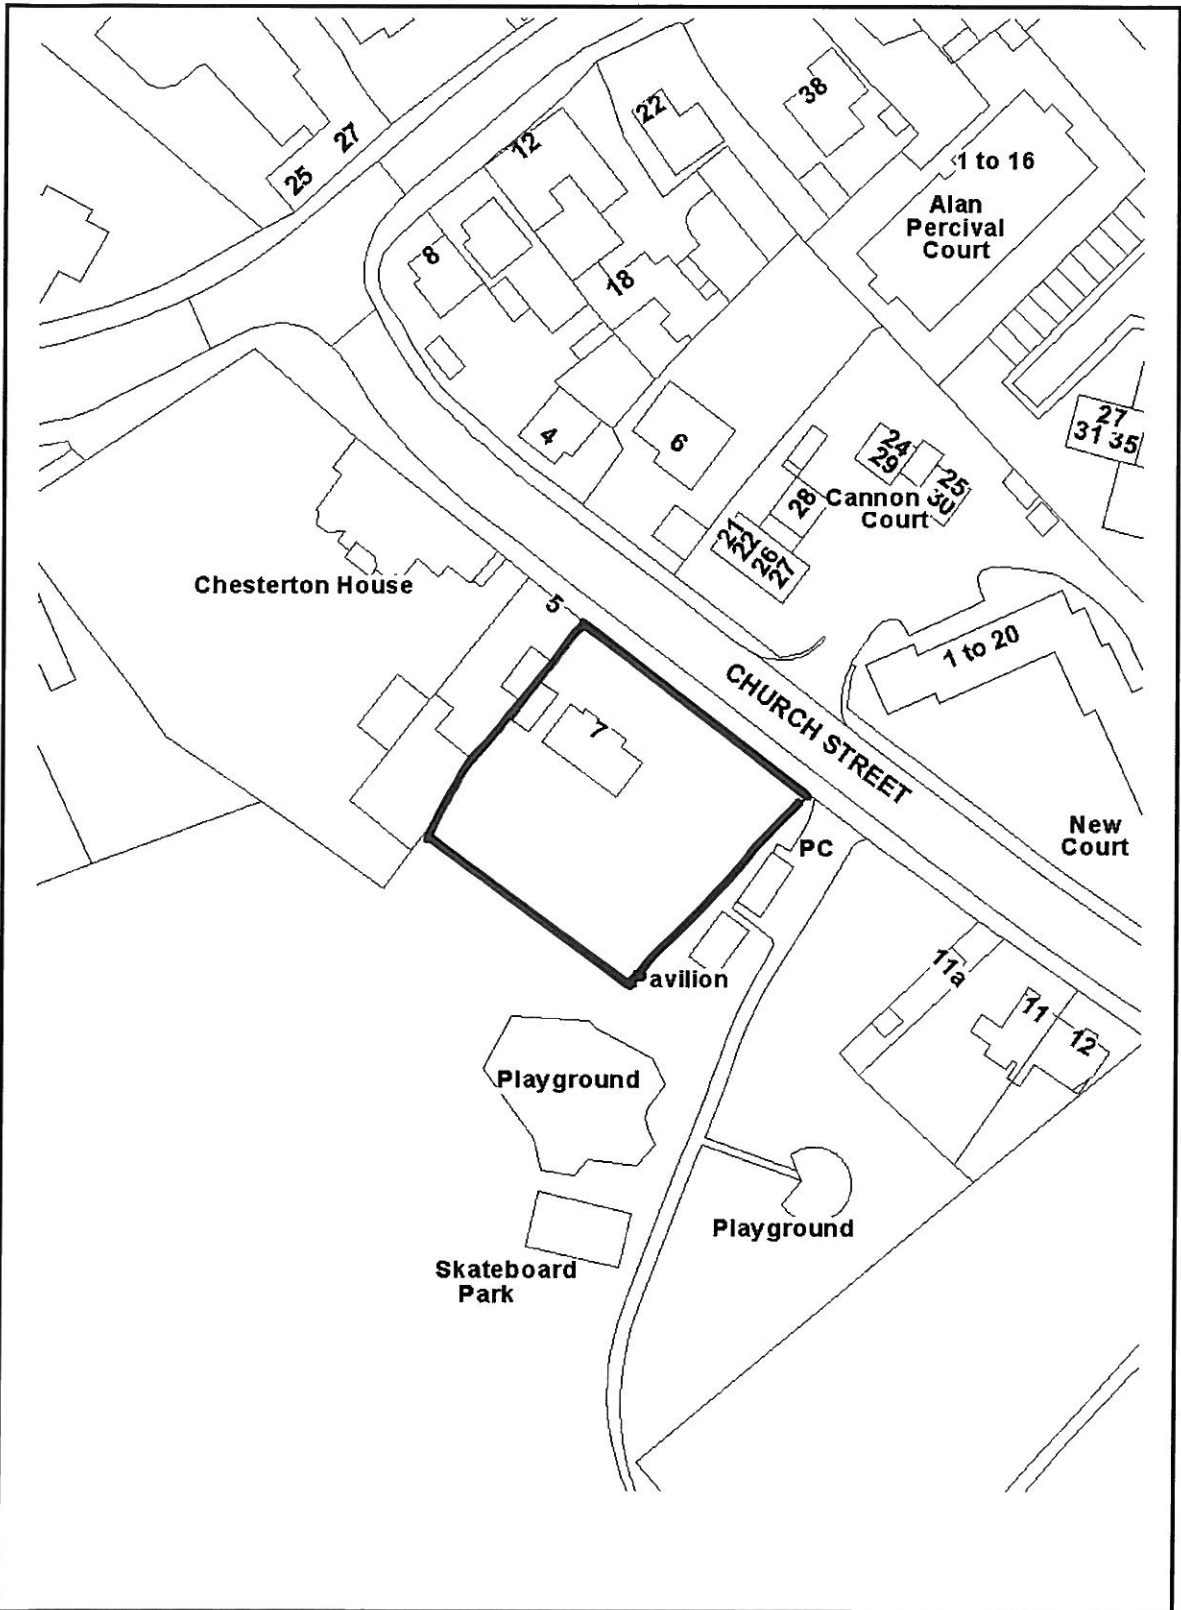 22
38
12
27
25
1 to 16
Alan
Percival
Court
8
18
4
6
27
31 35
24
29
25
30
28
Cannon
Court
21
22
26
27
Chesterton House
5
1 to 20
7
CHURCH STREET
New
Court
PC
11a
Pavilion
11
12
Playground
Playground
Skateboard
Park